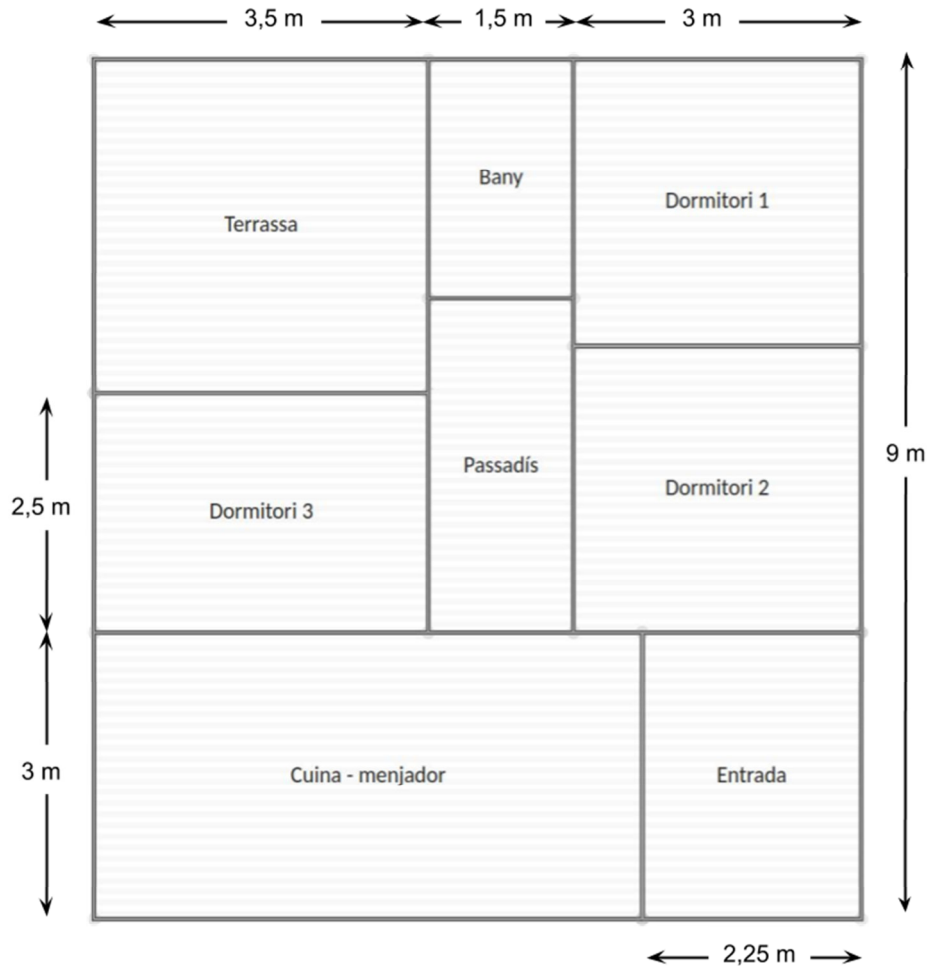 3,5 m
1,5 m
3 m
Bany
Dormitori 1
Terrassa
9 m
Passadís
Dormitori 2
2,5 m
Dormitori 3
3 m
Cuina - menjador
Entrada
2,25 m